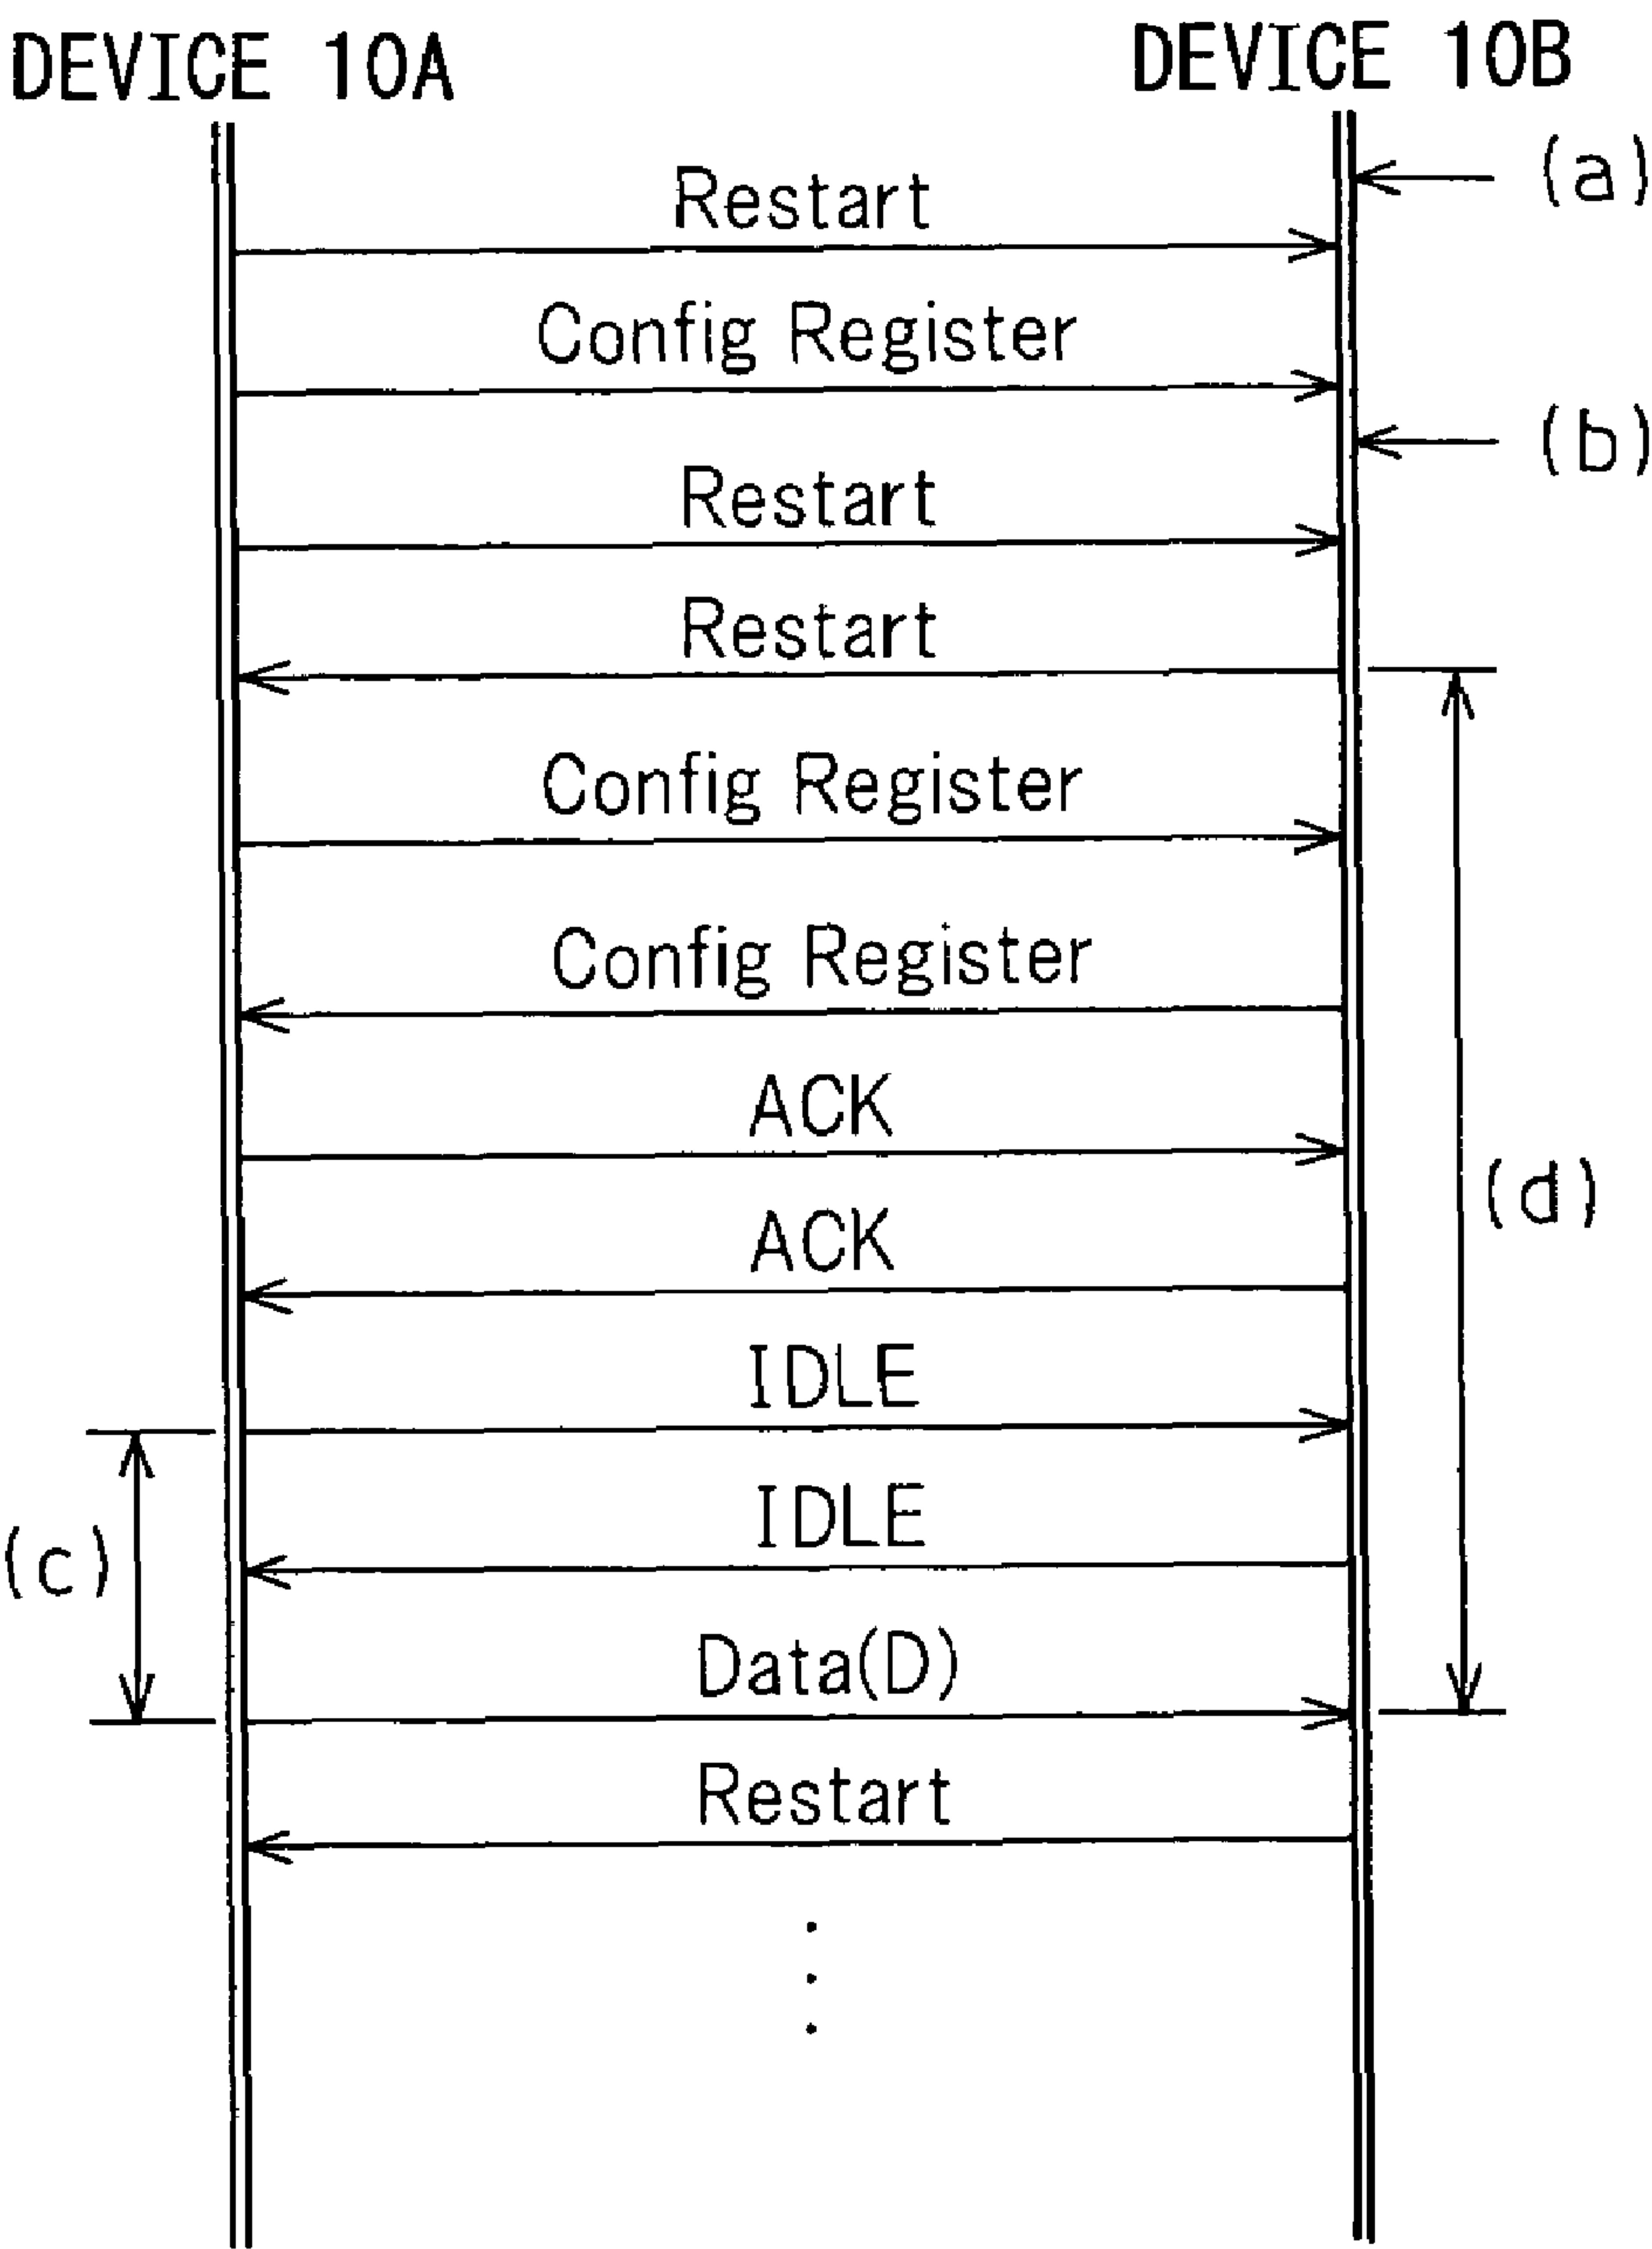 DEVICE 10A DEVICE 10B
(a)
Restart
Config Register
(b)
Restart
Restart
Config Register
Config Register
ACK
(d)
ACK
IDLE
IDLE
(c)
Data(D)
Restart